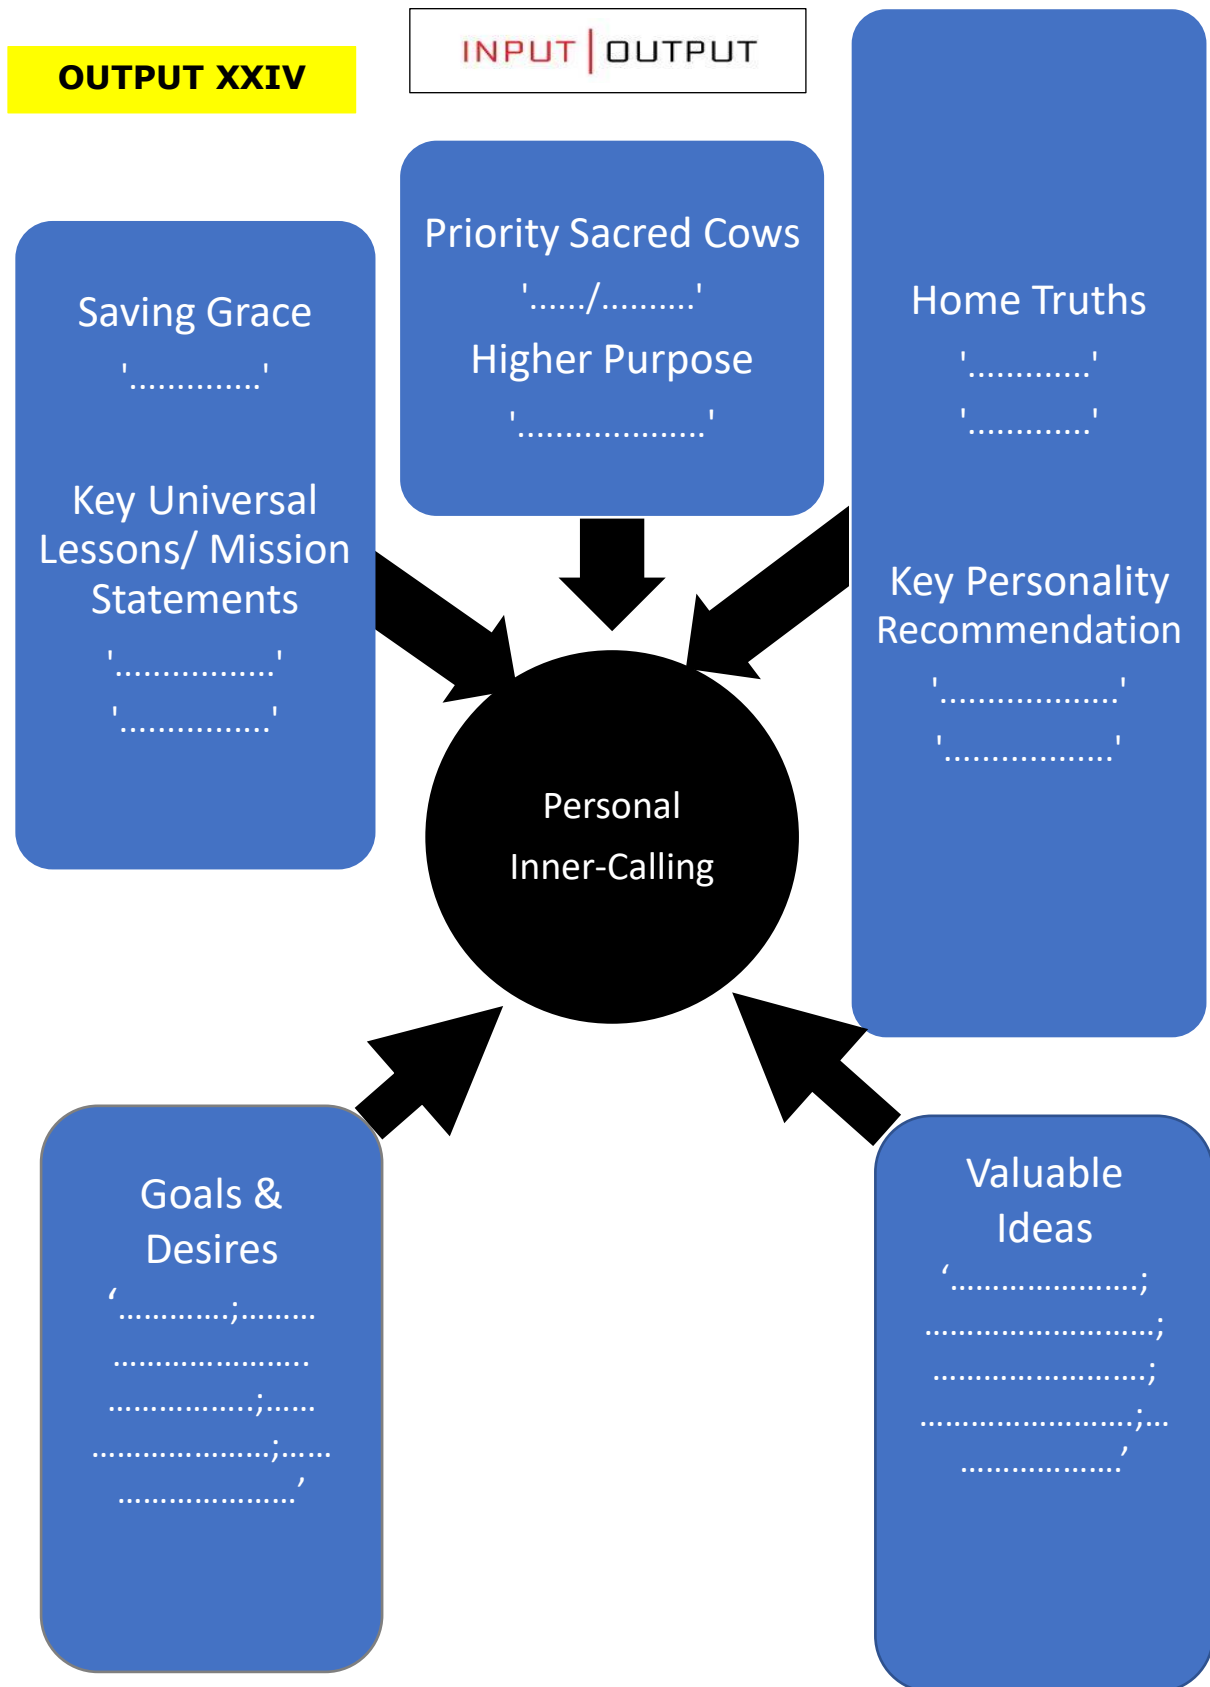 OUTPUT XXIV
INPUT | OUTPUT
Saving Grace
'..............'
Key Universal
Lessons/ Mission
Statements
'.................'
'................'
Priority Sacred Cows
'....../..........'
Higher Purpose
'....................'
Home Truths
'.............'
'.............'
Key Personality
Recommendation
'...................'
'..................'
Personal
Inner-Calling
Goals &
Desires
‘………….;………
…………………..
……………..;……
…………………;……
…………………’
Valuable
Ideas
‘………………….;
………………………;
…………………….;
…………………….;…
……………….’